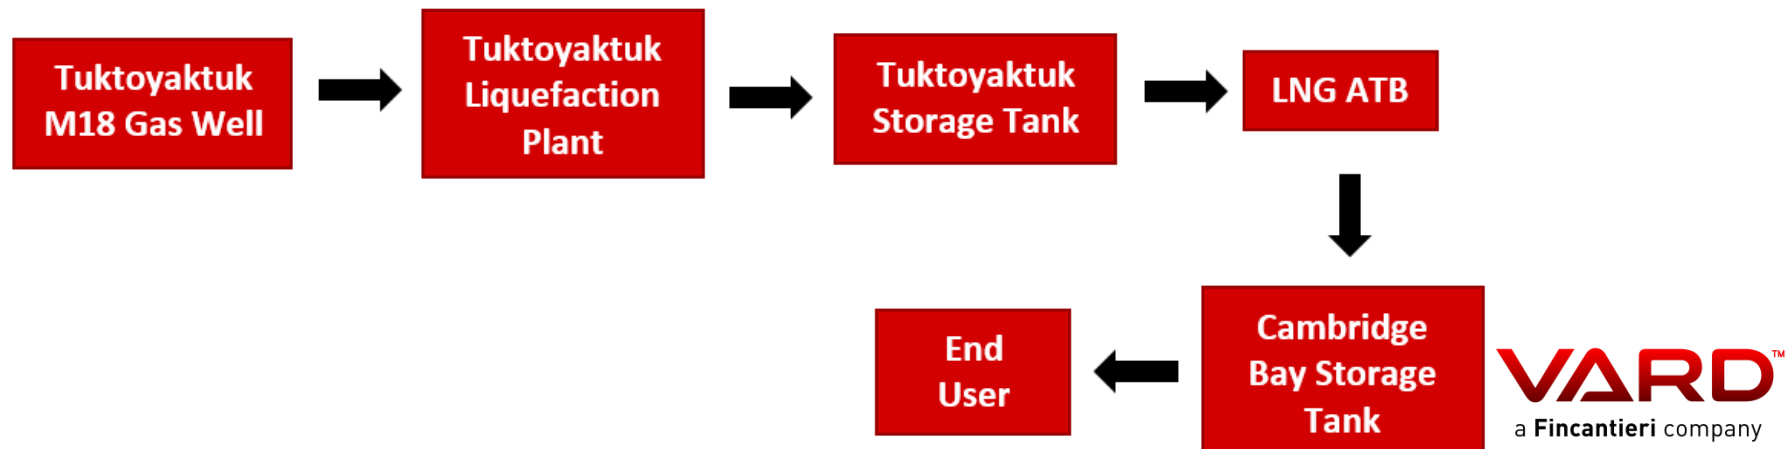 Tuktoyaktuk
M18 Gas Well
Tuktoyaktuk
Liquefaction
Plant
Tuktoyaktuk
Storage Tank
LNG ATB
Cambridge
Bay Storage
Tank
End
User
VARD™
a Fincantieri company